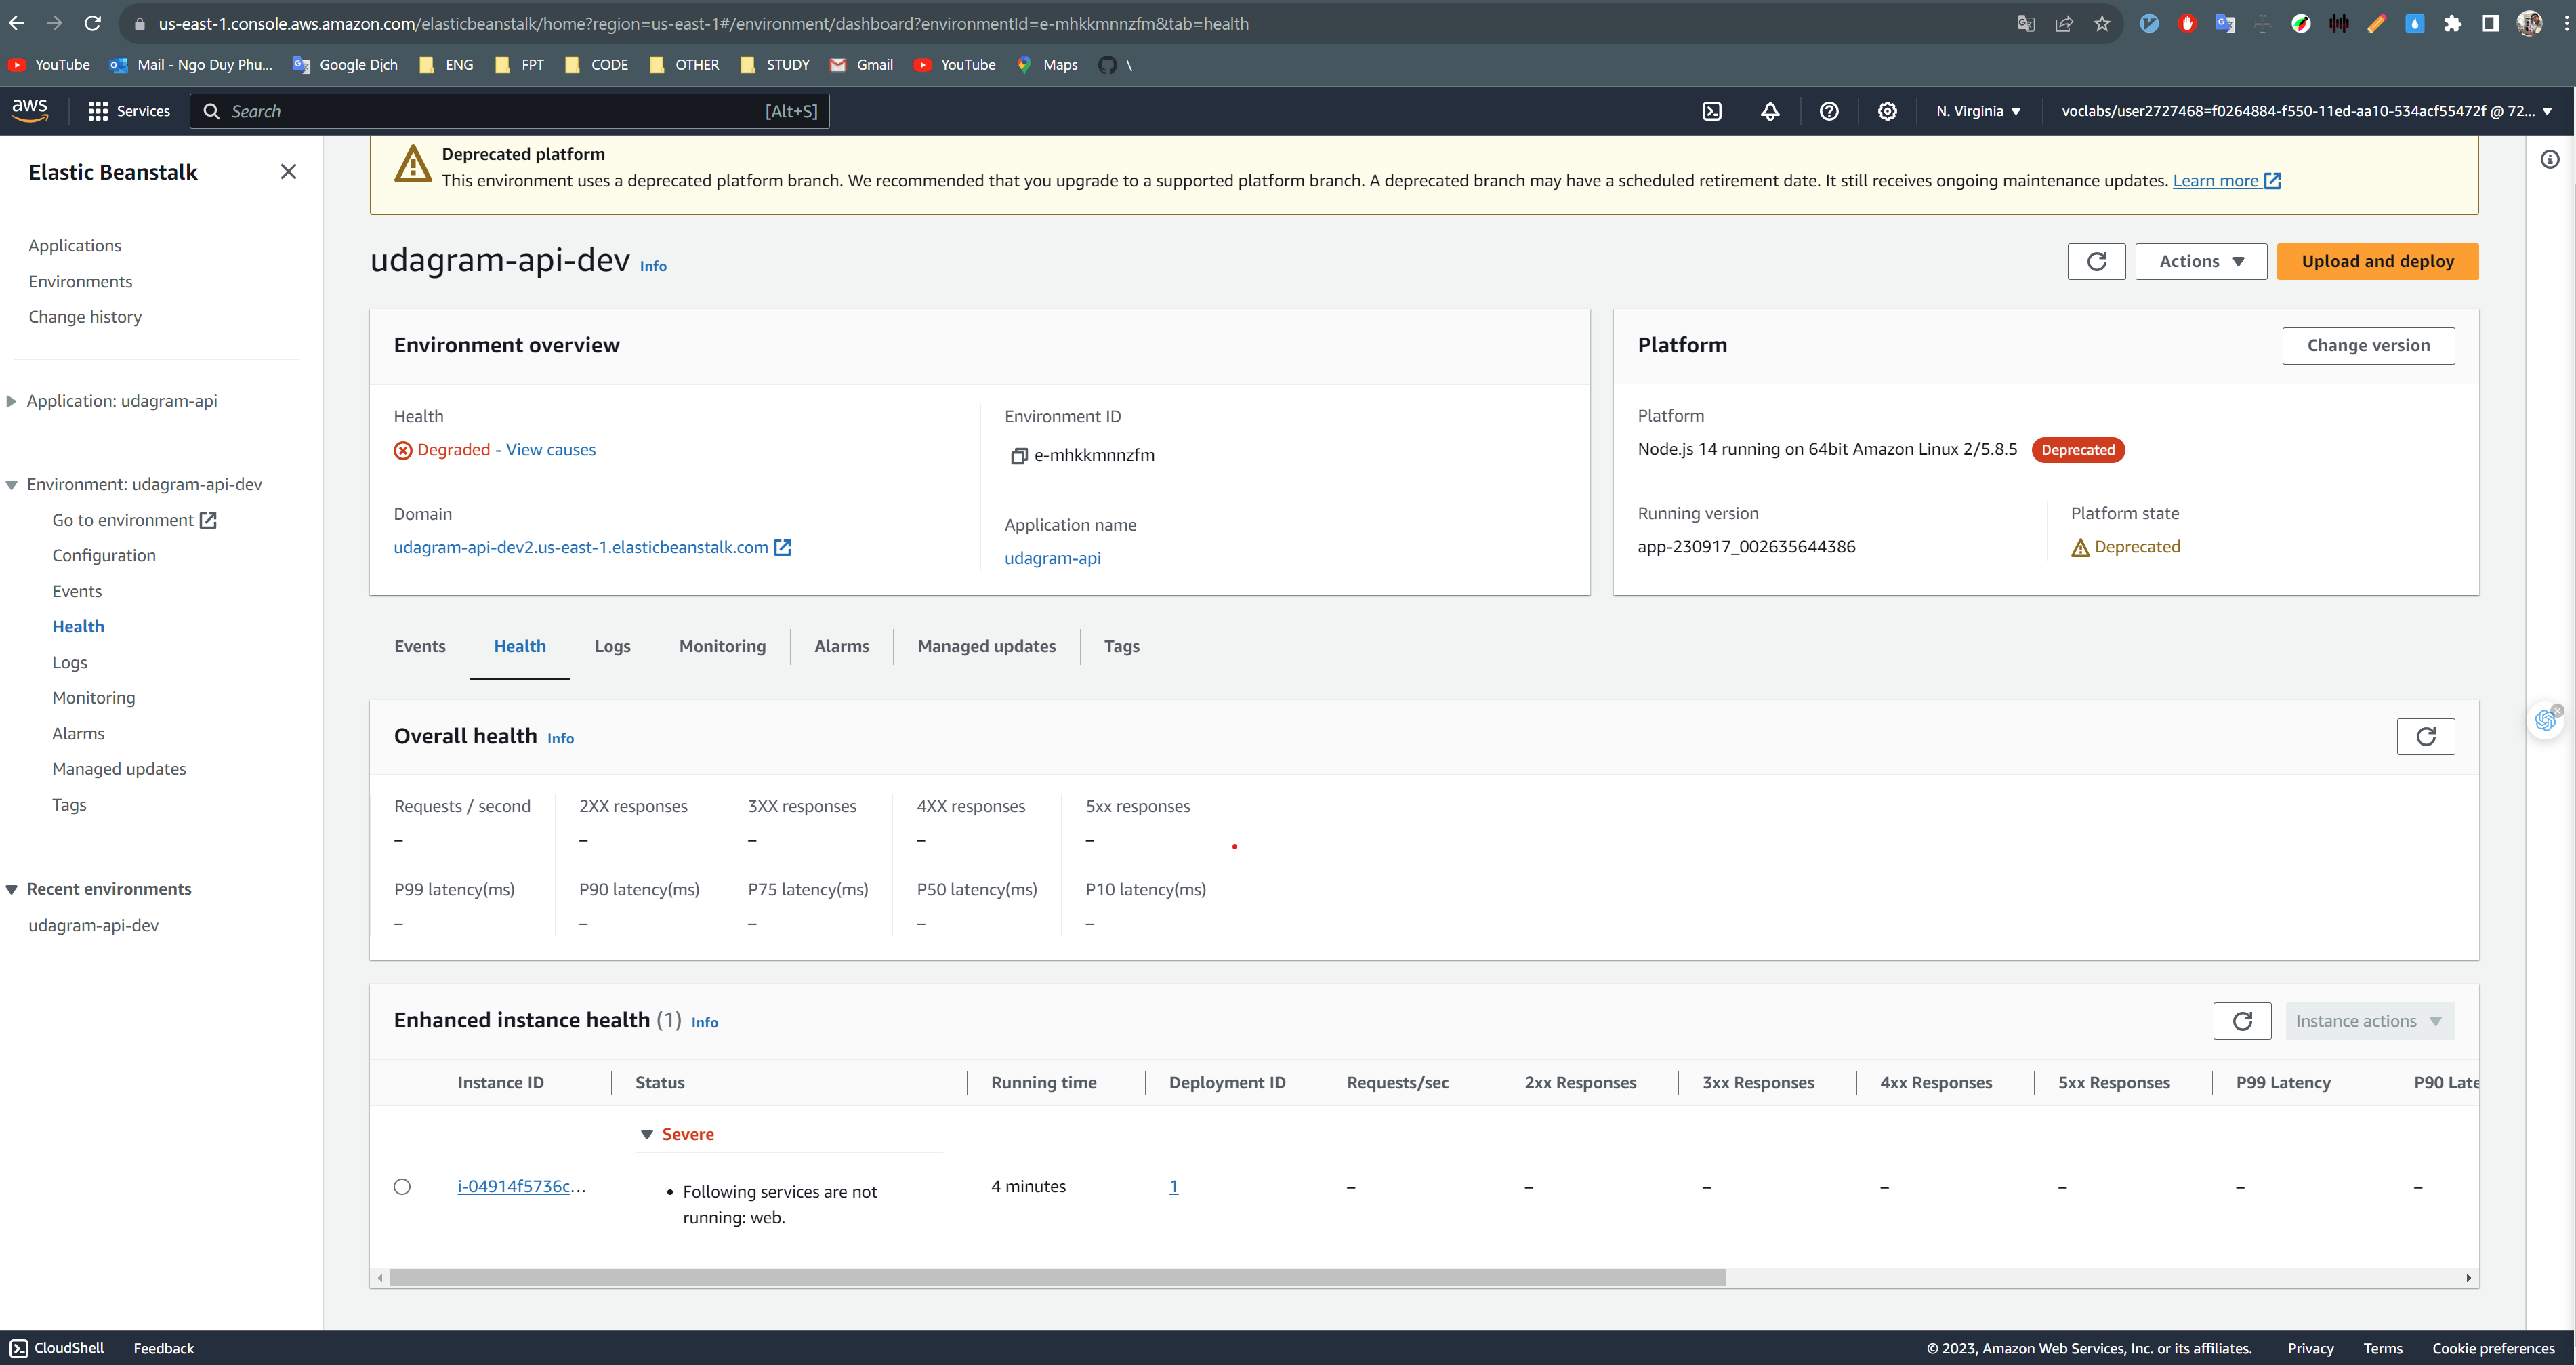 us-east-1.console.aws.amazon.com/elasticbeanstalk/home?region=us-east-1#/environment/dashboard?environmentId=e-mhkkmnnzfm&tab=health
YouTube Mail - Ngo Duy Phu... Google Dịch ENG FPT CODE OTHER STUDY Gmail YouTube Maps \
aws Services Search [Alt+S] N. Virginia voclabs/user2727468=f0264884-f550-11ed-aa10-534acf55472f @ 72...
Elastic Beanstalk
Applications
Environments
Change history
Application: udagram-api
Environment: udagram-api-dev
Go to environment
Configuration
Events
Health
Logs
Monitoring
Alarms
Managed updates
Tags
Recent environments
udagram-api-dev
Deprecated platform
This environment uses a deprecated platform branch. We recommended that you upgrade to a supported platform branch. A deprecated branch may have a scheduled retirement date. It still receives ongoing maintenance updates. Learn more
udagram-api-dev Info
Actions Upload and deploy
Environment overview
Health
Degraded - View causes
Domain
udagram-api-dev2.us-east-1.elasticbeanstalk.com
Environment ID
e-mhkkmnnzfm
Application name
udagram-api
Platform Change version
Platform
Node.js 14 running on 64bit Amazon Linux 2/5.8.5 Deprecated
Running version
app-230917_002635644386
Platform state
Deprecated
Events Health Logs Monitoring Alarms Managed updates Tags
Overall health Info
Requests / second 2XX responses 3XX responses 4XX responses 5xx responses
– – – – –
P99 latency(ms) P90 latency(ms) P75 latency(ms) P50 latency(ms) P10 latency(ms)
– – – – –
Enhanced instance health (1) Info
Instance actions
Instance ID Status Running time Deployment ID Requests/sec 2xx Responses 3xx Responses 4xx Responses 5xx Responses P99 Latency P90 Late
Severe
i-04914f5736c... 4 minutes 1 – – – – – – –
• Following services are not
running: web.
CloudShell Feedback © 2023, Amazon Web Services, Inc. or its affiliates. Privacy Terms Cookie preferences